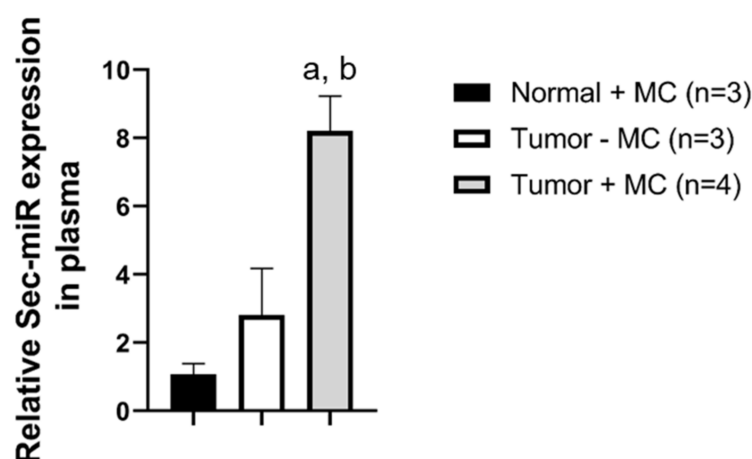 Relative Sec-miR expression
in plasma
10
8
6
4
2
0
a, b
Normal + MC (n=3)
Tumor - MC (n=3)
Tumor + MC (n=4)